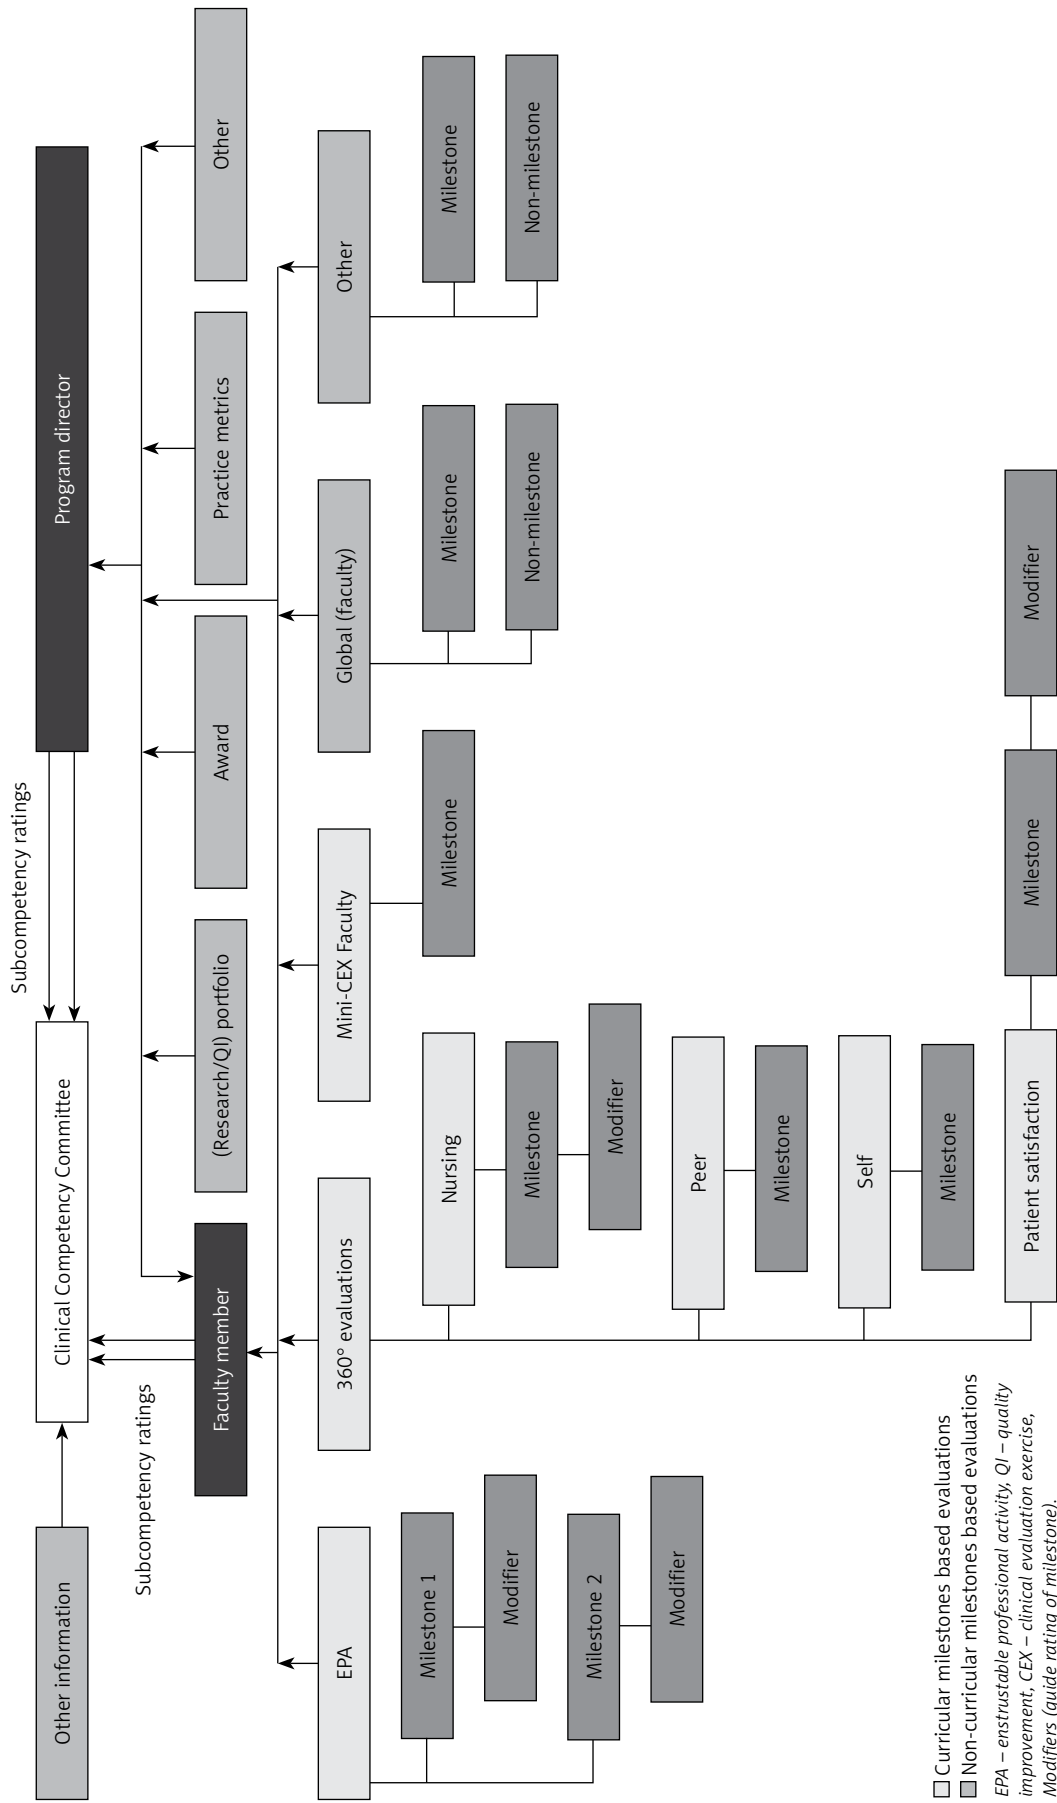 Subcompetency ratings
Other information
Clinical Competency Committee
Program director
Subcompetency ratings
Faculty member
(Research/QI) portfolio
Award
Practice metrics
Other
EPA
360° evaluations
Mini-CEX Faculty
Global (faculty)
Other
Milestone 1
Modifier
Milestone 2
Modifier
Nursing
Milestone
Modifier
Peer
Milestone
Self
Milestone
Patient satisfaction
Milestone
Modifier
Milestone
Milestone
Non-milestone
Milestone
Non-milestone
Curricular milestones based evaluations
Non-curricular milestones based evaluations
EPA – enstrustable professional activity, QI – quality
improvement, CEX – clinical evaluation exercise,
Modifiers (guide rating of milestone).